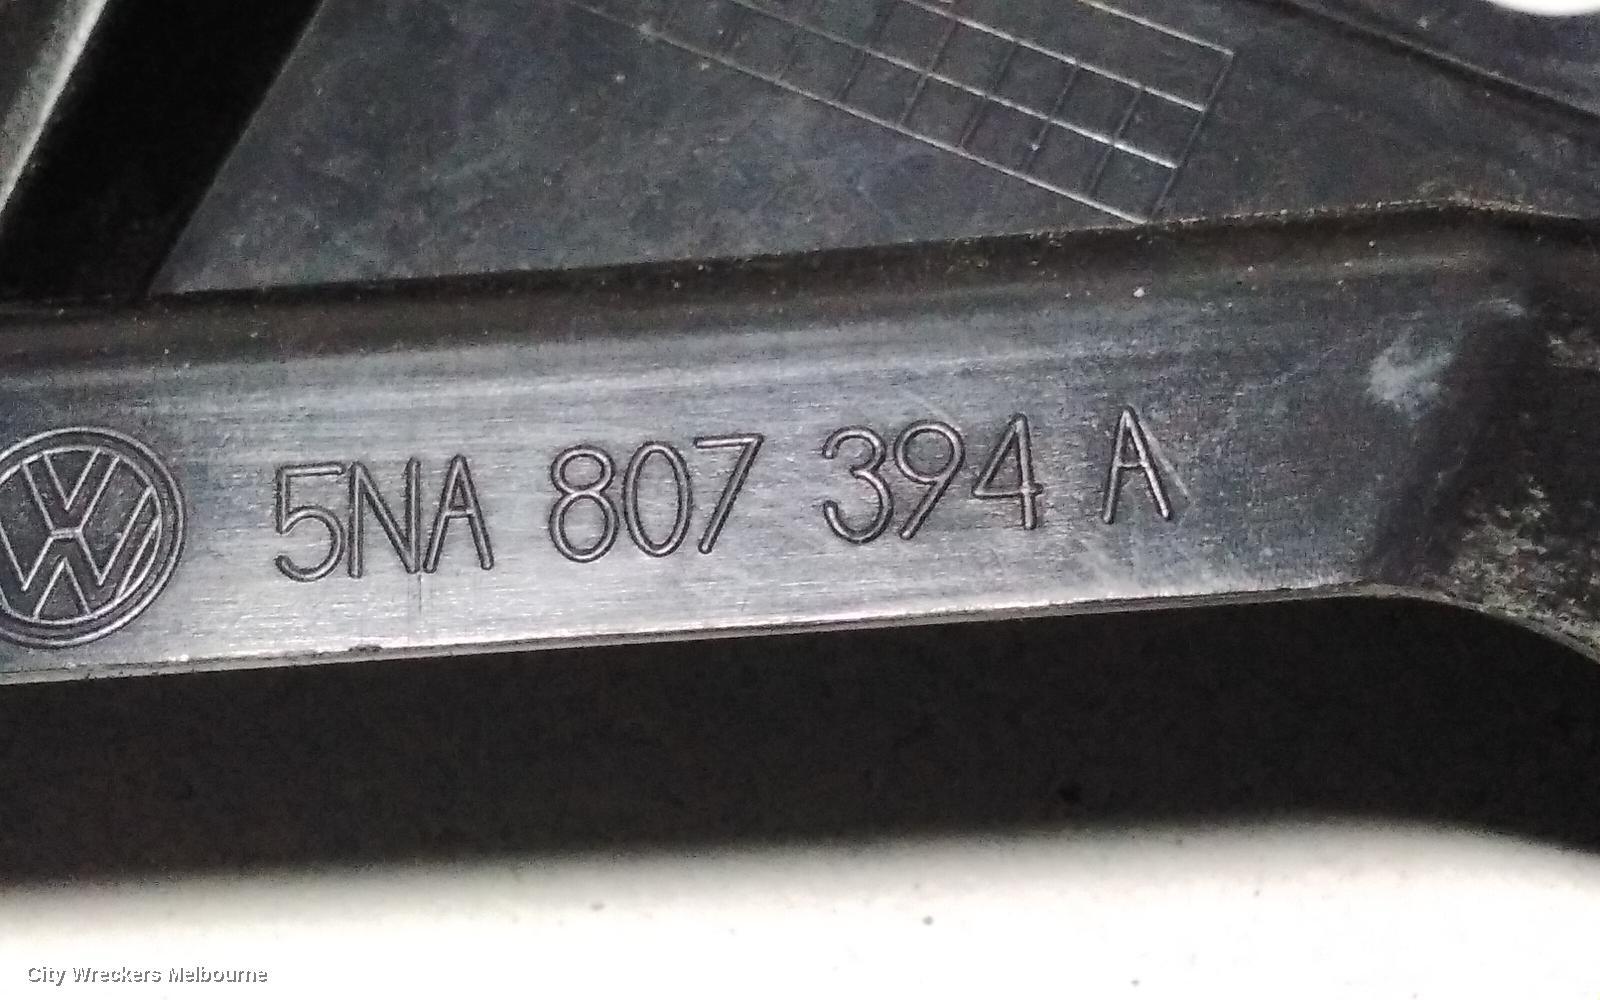 5NA 807 394 A
City Wreckers Melbourne